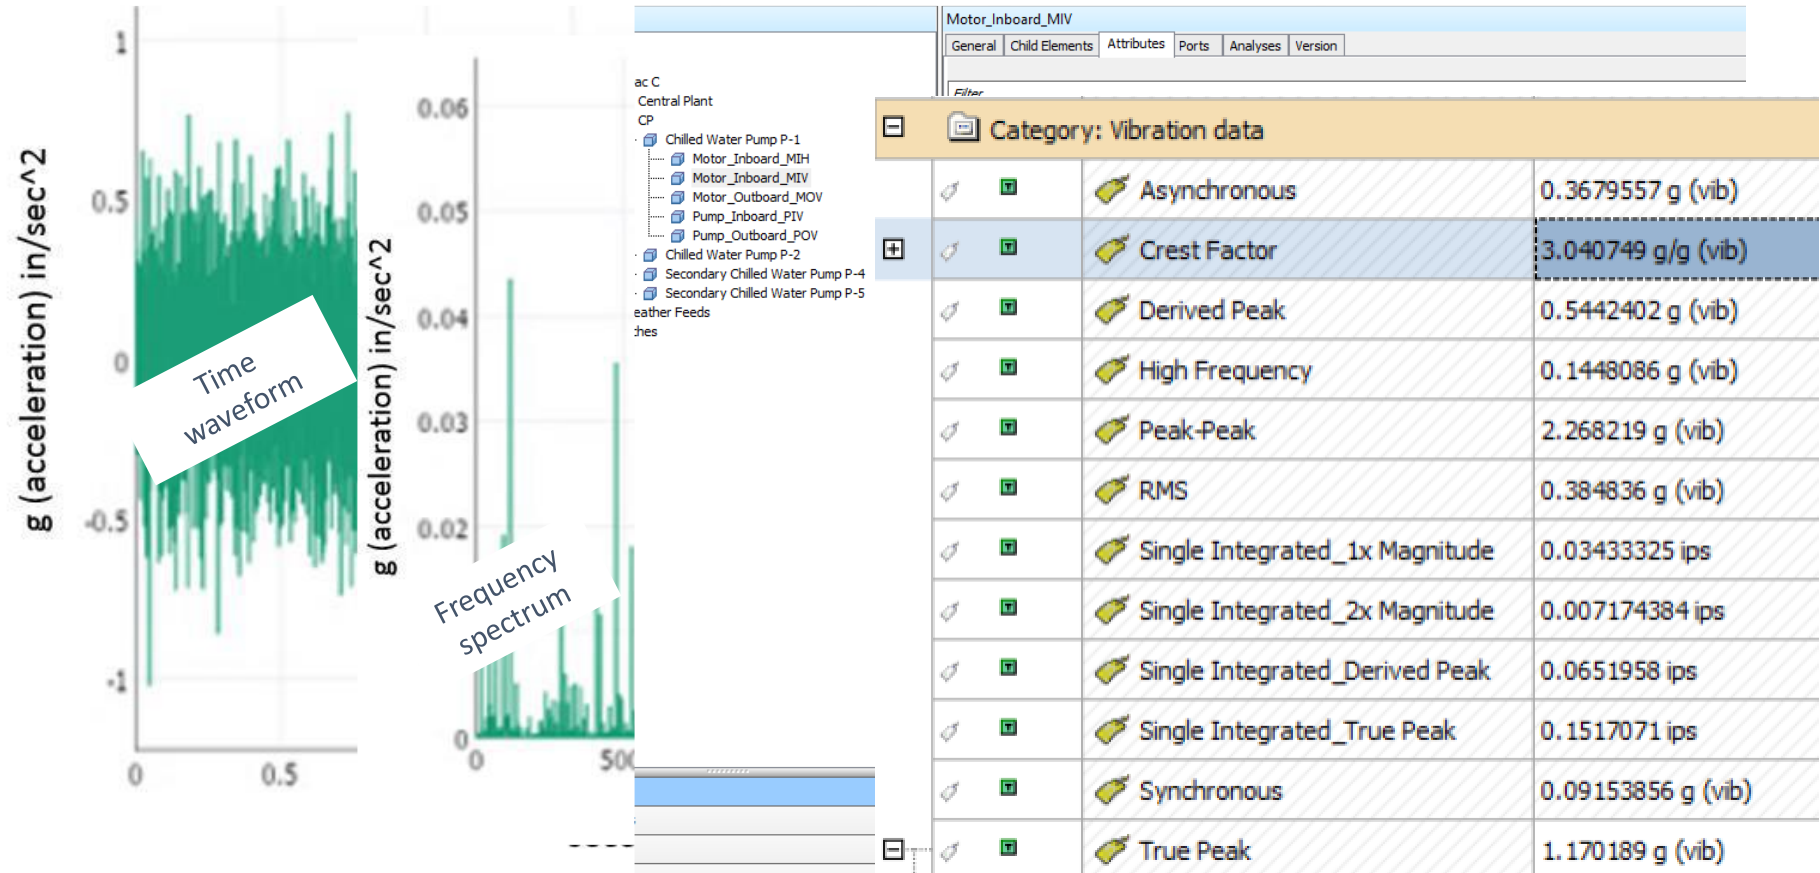 g (acceleration) in/sec^2
1
0.5
0
-0.5
-1
0
0.5
Time
waveform
g (acceleration) in/sec^2
0.06
0.05
0.04
0.03
0.02
0
0
500
Frequency
spectrum
ac C
Central Plant
CP
Chilled Water Pump P-1
Motor_Inboard_MIH
Motor_Inboard_MIV
Motor_Outboard_MOV
Pump_Inboard_PIV
Pump_Outboard_POV
Chilled Water Pump P-2
Secondary Chilled Water Pump P-4
Secondary Chilled Water Pump P-5
eather Feeds
hes
Motor_Inboard_MIV
General Child Elements Attributes Ports Analyses Version
Filter
Category: Vibration data
Asynchronous 0.3679557 g (vib)
Crest Factor 3.040749 g/g (vib)
Derived Peak 0.5442402 g (vib)
High Frequency 0.1448086 g (vib)
Peak-Peak 2.268219 g (vib)
RMS 0.384836 g (vib)
Single Integrated_1x Magnitude 0.03433325 ips
Single Integrated_2x Magnitude 0.007174384 ips
Single Integrated_Derived Peak 0.0651958 ips
Single Integrated_True Peak 0.1517071 ips
Synchronous 0.09153856 g (vib)
True Peak 1.170189 g (vib)